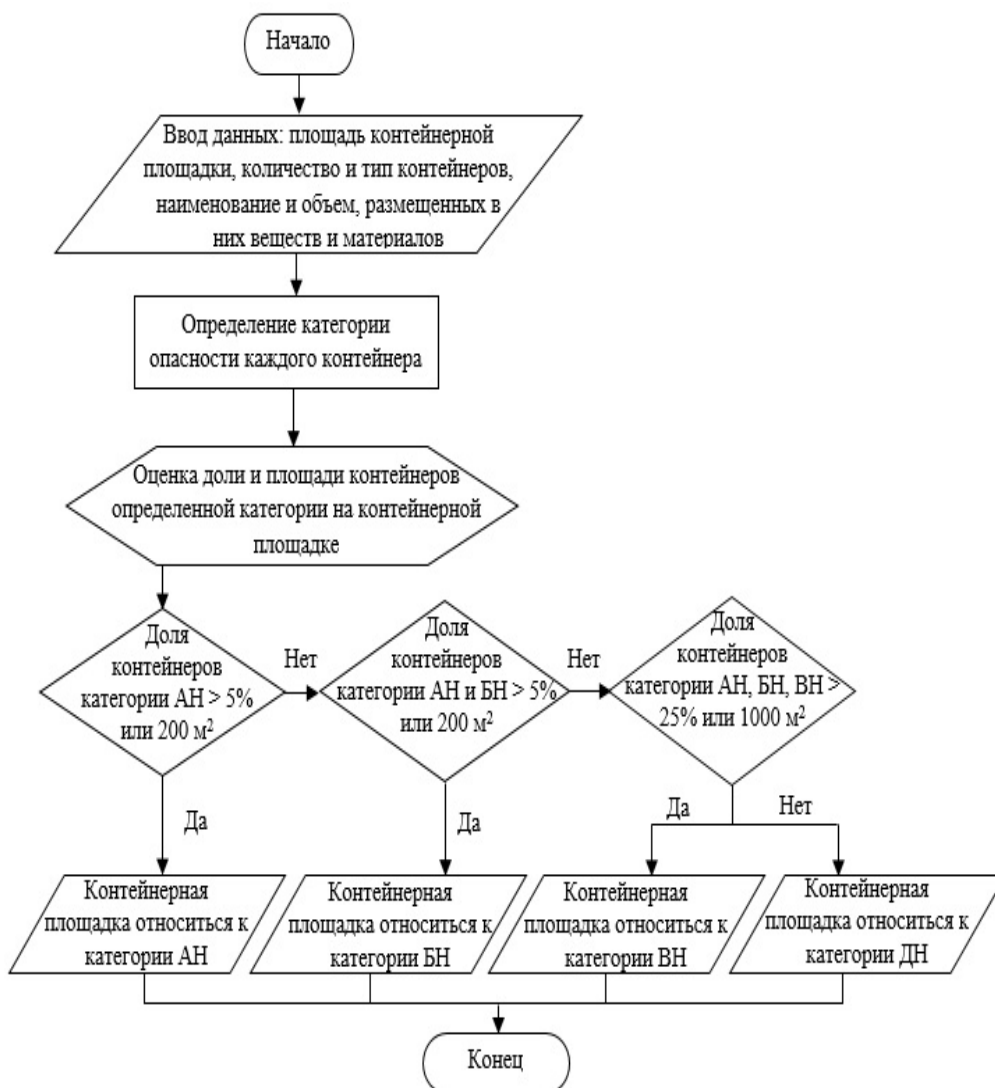 Начало
Ввод данных: площадь контейнерной
площадки, количество и тип контейнеров,
наименование и объем, размещенных в
них веществ и материалов
Определение категории
опасности каждого контейнера
Оценка доли и площади контейнеров
определенной категории на контейнерной
площадке
Доля
контейнеров
категории АН > 5%
или 200 м²
Нет
Доля
контейнеров
категории АН и БН > 5%
или 200 м²
Нет
Доля
контейнеров
категории АН, БН, ВН >
25% или 1000 м²
Да
Да
Да
Нет
Контейнерная
площадка относиться к
категории АН
Контейнерная
площадка относиться к
категории БН
Контейнерная
площадка относиться к
категории ВН
Контейнерная
площадка относиться к
категории ДН
Конец